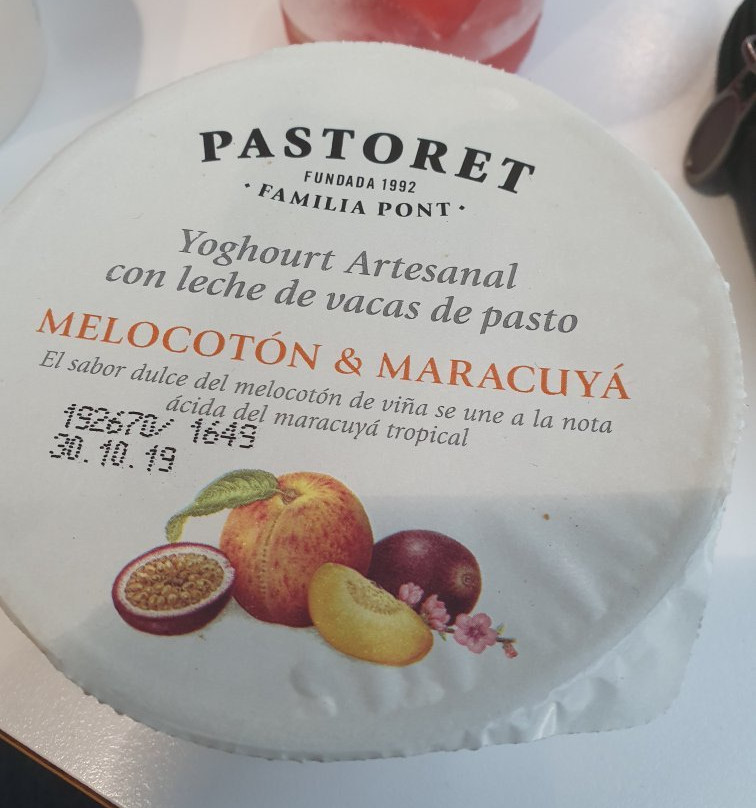 PASTORET
FUNDADA 1992
· FAMILIA PONT ·
Yoghourt Artesanal
con leche de vacas de pasto
MELOCOTÓN & MARACUYÁ
El sabor dulce del melocotón de viña se une a la nota
ácida del maracuyá tropical
192670/ 1649
30.10.19